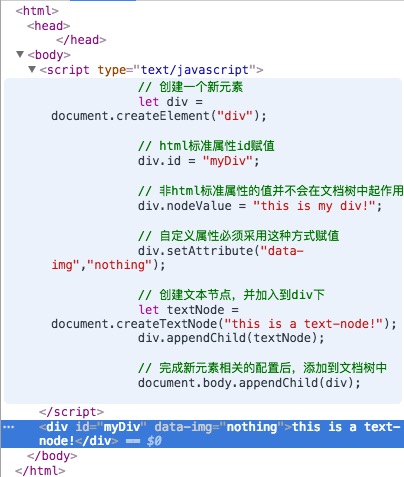 <html>
<head>
</head>
▼<body>
▼<script type="text/javascript">
// 创建一个新元素
let div =
document.createElement("div");
// html标准属性id赋值
div.id = "myDiv";
// 非html标准属性的值并不会在文档树中起作用
div.nodeValue = "this is my div!";
// 自定义属性必须采用这种方式赋值
div.setAttribute("data-
img","nothing");
// 创建文本节点，并加入到div下
let textNode =
document.createTextNode("this is a text-node!");
div.appendChild(textNode);
// 完成新元素相关的配置后，添加到文档树中
document.body.appendChild(div);
</script>
··· <div id="myDiv" data-img="nothing">this is a text-
node!</div> == $0
</body>
</html>